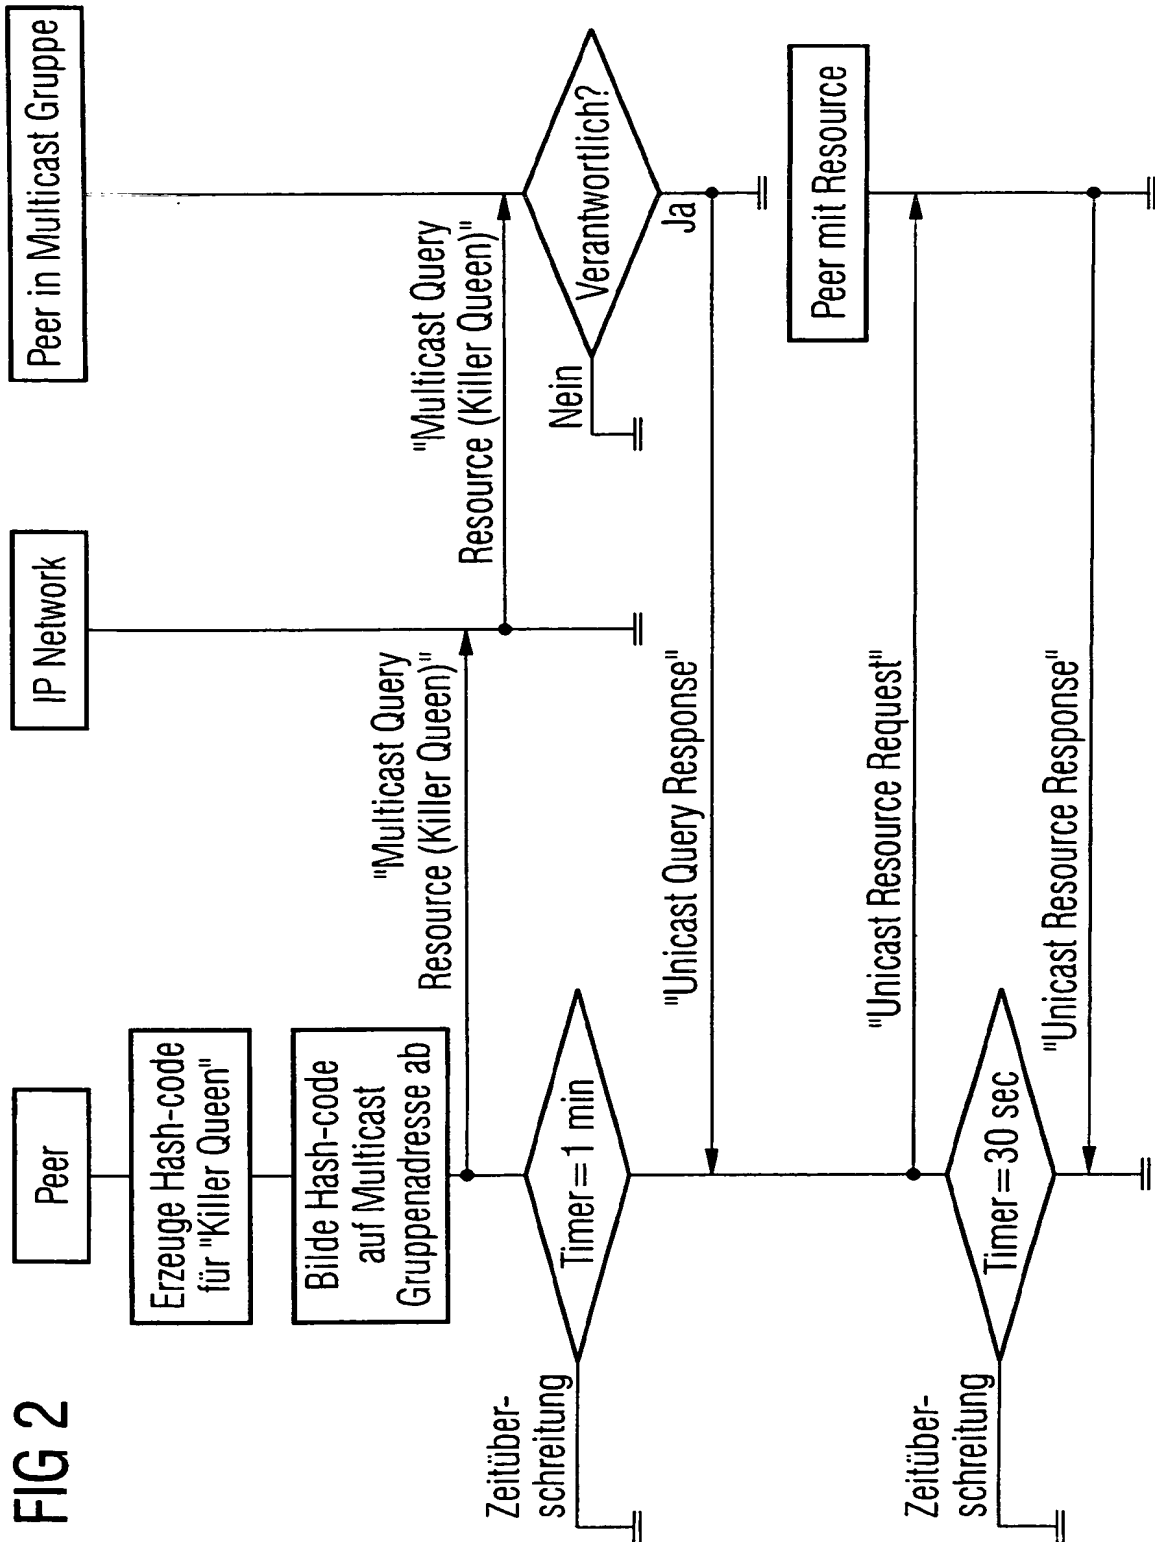 FIG 2
Peer
IP Network
Peer in Multicast Gruppe
Erzeuge Hash-code
für "Killer Queen"
Bilde Hash-code
auf Multicast
Gruppenadresse ab
"Multicast Query
Resource (Killer Queen)"
"Multicast Query
Resource (Killer Queen)"
Zeitüber-
schreitung
Timer = 1 min
Nein
Verantwortlich?
Ja
"Unicast Query Response"
Peer mit Resource
"Unicast Resource Request"
Zeitüber-
schreitung
Timer = 30 sec
"Unicast Resource Response"